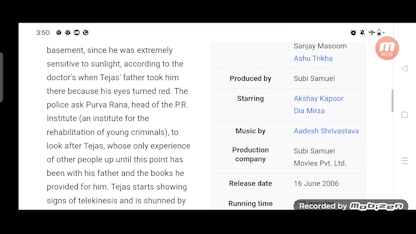 3:50
basement, since he was extremely
sensitive to sunlight, according to the
doctor's when Tejas' father took him
there because his eyes turned red. The
police ask Purva Rana, head of the P.R.
Institute (an institute for the
rehabilitation of young criminals), to
look after Tejas, whose only experience
of other people up until this point has
been with his father and the books he
provided for him. Tejas starts showing
signs of telekinesis and is shunned by
Sanjay Masoom
Ashu Trikha
Produced by Subi Samuel
Starring Akshay Kapoor
Dia Mirza
Music by Aadesh Shrivastava
Production Subi Samuel
company Movies Pvt. Ltd.
Release date 16 June 2006
Running time
Recorded by Mobizen